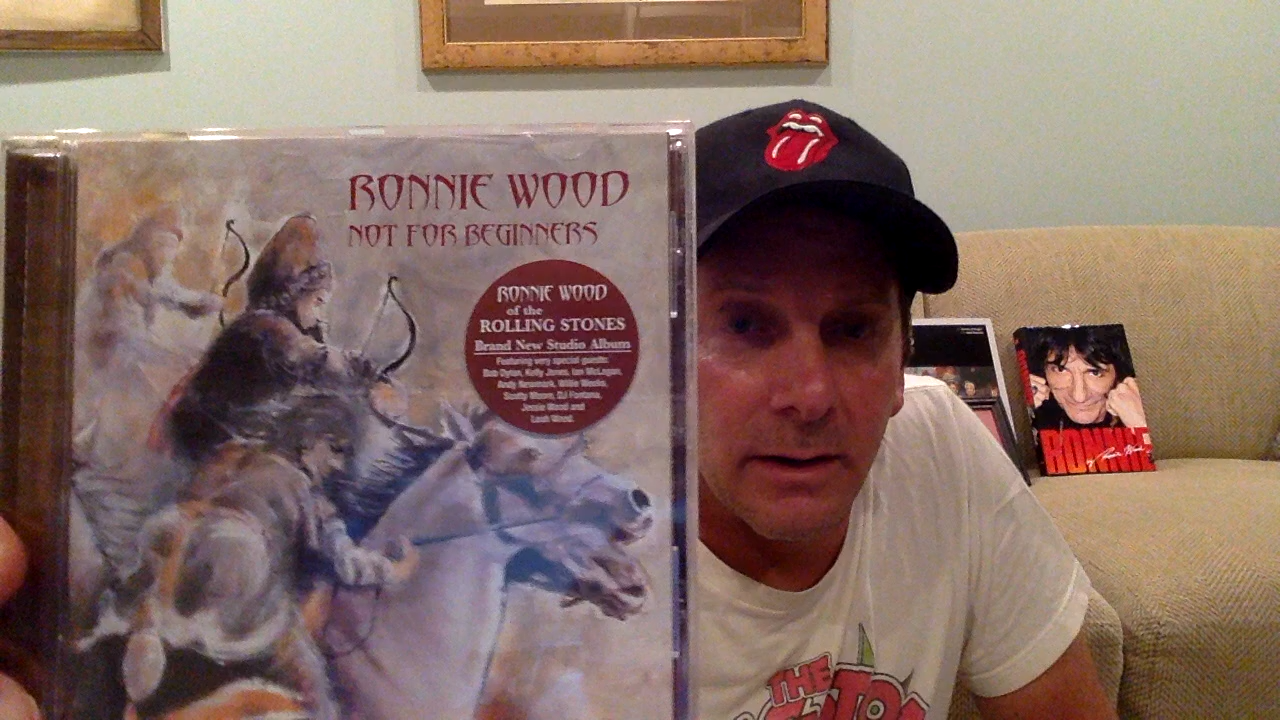 RONNIE WOOD
NOT FOR BEGINNERS
RONNIE WOOD
of the
ROLLING STONES
Brand New Studio Album
Featuring very special guests:
Bob Dylan, Kelly Jones, Ian McLagan,
Andy Newmark, Willie Weeks,
Scotty Moore, DJ Fontana,
Jessie Wood and
Leah Wood.
RONNIE
THE